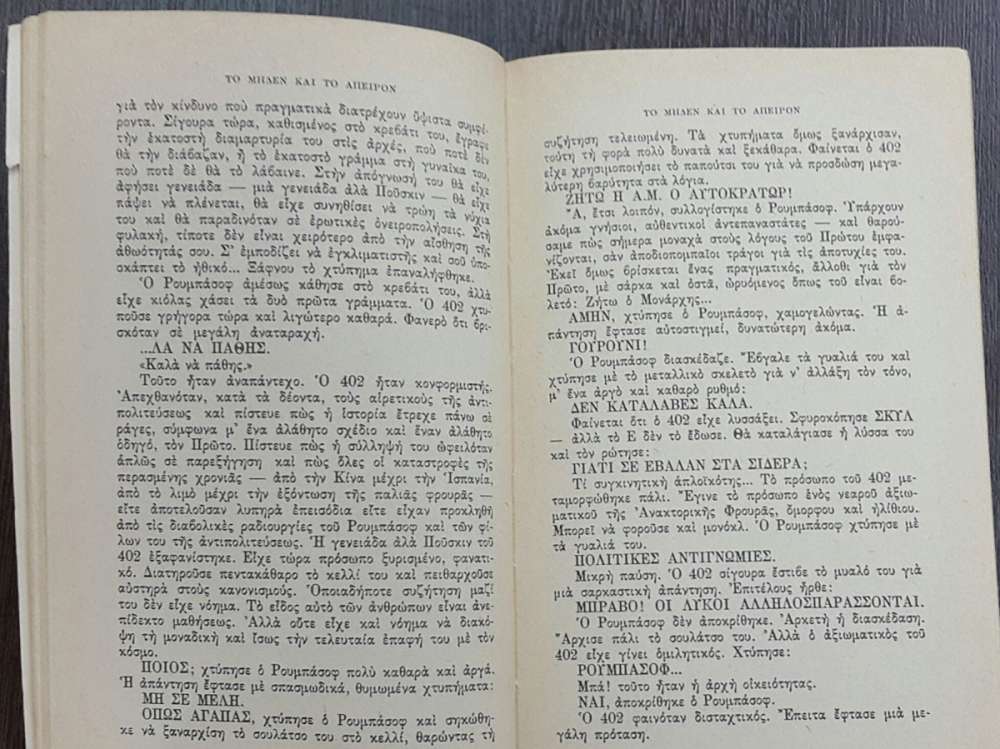 ΤΟ ΜΗΔΕΝ ΚΑΙ ΤΟ ΑΠΕΙΡΟΝ
γιὰ τὸν κίνδυνο ποὺ πραγματικὰ διατρέχουν ὕψιστα συμφέ-
ροντα. Σίγουρα τώρα, καθισμένος στὸ κρεβάτι του, ἔγραφε
τὴν ἑκατοστὴ διαμαρτυρία του στὶς ἀρχές, ποὺ ποτὲ δὲν
θὰ τὴν διάβαζαν, ἢ τὸ ἑκατοστὸ γράμμα στὴ γυναῖκα του,
ποὺ ποτὲ δὲ θὰ τὸ λάβαινε. Στὴν ἀπόγνωσή του θὰ εἶχε
ἀφήσει γενειάδα — μιὰ γενειάδα ἀλὰ Ποῦσκιν — θὰ εἶχε
πάψει νὰ πλένεται, θὰ εἶχε συνηθίσει νὰ τρώη τὰ νύχια
του καὶ θὰ παραδινόταν σὲ ἐρωτικὲς ὀνειροπολήσεις. Στὴ
φυλακή, τίποτε δὲν εἶναι χειρότερο ἀπὸ τὴν αἴσθηση τῆς
ἀθωότητάς σου. Σ' ἐμποδίζει νὰ ἐγκλιματιστῆς καὶ σοῦ ὑπο-
σκάπτει τὸ ἠθικό... Ξάφνου τὸ χτύπημα ἐπαναλήφθηκε.
Ὁ Ρουμπάσοφ ἀμέσως κάθησε στὸ κρεβάτι του, ἀλλὰ
εἶχε κιόλας χάσει τὰ δυὸ πρῶτα γράμματα. Ὁ 402 χτυ-
ποῦσε γρήγορα τώρα καὶ λιγώτερο καθαρά. Φανερὸ ὅτι βρι-
σκόταν σὲ μεγάλη ἀναταραχή.
...ΛΑ ΝΑ ΠΑΘΗΣ.
«Καλὰ νὰ πάθης.»
Τοῦτο ἦταν ἀναπάντεχο. Ὁ 402 ἦταν κονφορμιστής.
Ἀπεχθανόταν, κατὰ τὰ δέοντα, τοὺς αἱρετικοὺς τῆς ἀντι-
πολιτεύσεως καὶ πίστευε πὼς ἡ ἱστορία ἔτρεχε πάνω σὲ
ράγες, σύμφωνα μ' ἕνα ἀλάθητο σχέδιο καὶ ἕναν ἀλάθητο
ὁδηγό, τὸν Πρῶτο. Πίστευε πὼς ἡ σύλληψή του ὠφειλόταν
ἁπλῶς σὲ παρεξήγηση καὶ πὼς ὅλες οἱ καταστροφὲς τῆς
περασμένης χρονιᾶς — ἀπὸ τὴν Κίνα μέχρι τὴν Ἰσπανία,
ἀπὸ τὸ λιμὸ μέχρι τὴν ἐξόντωση τῆς παλιᾶς φρουρᾶς —
εἴτε ἀποτελοῦσαν λυπηρὰ ἐπεισόδια εἴτε εἶχαν προκληθῆ
ἀπὸ τὶς διαβολικὲς ραδιουργίες τοῦ Ρουμπάσοφ καὶ τῶν φί-
λων του τῆς ἀντιπολιτεύσεως. Ἡ γενειάδα ἀλὰ Ποῦσκιν τοῦ
402 ἐξαφανίστηκε. Εἶχε τώρα πρόσωπο ξυρισμένο, φανατι-
κό. Διατηροῦσε πεντακάθαρο τὸ κελλί του καὶ πειθαρχοῦσε
αὐστηρὰ στοὺς κανονισμούς. Ὁποιαδήποτε συζήτηση μαζί
του δὲν εἶχε νόημα. Τὸ εἶδος αὐτὸ τῶν ἀνθρώπων εἶναι ἀνε-
πίδεκτο μαθήσεως. Ἀλλὰ οὔτε εἶχε καὶ νόημα νὰ διακό-
ψη τὴ μοναδικὴ καὶ ἴσως τὴν τελευταία ἐπαφή του μὲ τὸν
κόσμο.
ΠΟΙΟΣ; χτύπησε ὁ Ρουμπάσοφ πολὺ καθαρὰ καὶ ἀργά.
Ἡ ἀπάντηση ἔφτασε μὲ σπασμωδικά, θυμωμένα χτυπήματα:
ΜΗ ΣΕ ΜΕΛΗ.
ΟΠΩΣ ΑΓΑΠΑΣ, χτύπησε ὁ Ρουμπάσοφ καὶ σηκώθη-
κε νὰ ξαναρχίση τὸ σουλάτσο του στὸ κελλί, θαρώντας τὴ
ΤΟ ΜΗΔΕΝ ΚΑΙ ΤΟ ΑΠΕΙΡΟΝ
συζήτηση τελειωμένη. Τὰ χτυπήματα ὅμως ξανάρχισαν,
τούτη τὴ φορὰ πολὺ δυνατὰ καὶ ξεκάθαρα. Φαίνεται ὁ 402
εἶχε χρησιμοποιήσει τὸ παπούτσι του γιὰ νὰ προσδώση μεγα-
λύτερη βαρύτητα στὰ λόγια.
ΖΗΤΩ Η Α.Μ. Ο ΑΥΤΟΚΡΑΤΩΡ!
Ἄ, ἔτσι λοιπόν, συλλογίστηκε ὁ Ρουμπάσοφ. Ὑπάρχουν
ἀκόμα γνήσιοι, αὐθεντικοὶ ἀντεπαναστάτες — καὶ θαρού-
σαμε πὼς σήμερα μοναχὰ στοὺς λόγους τοῦ Πρώτου ἐμφα-
νίζονται, σὰν ἀποδιοπομπαῖοι τράγοι γιὰ τὶς ἀποτυχίες του.
Ἐκεῖ ὅμως βρίσκεται ἕνας πραγματικός, ἄλλοθι γιὰ τὸν
Πρῶτο, μὲ σάρκα καὶ ὀστᾶ, ὠρυόμενος ὅπως τοῦ εἶναι βο-
λετό: Ζήτω ὁ Μονάρχης...
ΑΜΗΝ, χτύπησε ὁ Ρουμπάσοφ, χαμογελώντας. Ἡ ἀ-
πάντηση ἔφτασε αὐτοστιγμεί, δυνατώτερη ἀκόμα.
ΓΟΥΡΟΥΝΙ!
Ὁ Ρουμπάσοφ διασκέδαζε. Ἔβγαλε τὰ γυαλιά του καὶ
χτύπησε μὲ τὸ μεταλλικὸ σκελετὸ γιὰ ν' ἀλλάξη τὸν τόνο,
μ' ἕνα ἀργὸ καὶ καθαρὸ ρυθμό:
ΔΕΝ ΚΑΤΑΛΑΒΕΣ ΚΑΛΑ.
Φαίνεται ὅτι ὁ 402 εἶχε λυσσάξει. Σφυροκόπησε ΣΚΥΛ
— ἀλλὰ τὸ Ε δὲν τὸ ἔδωσε. Θὰ καταλάγιασε ἡ λύσσα του
καὶ τὸν ρώτησε:
ΓΙΑΤΙ ΣΕ ΕΒΑΛΑΝ ΣΤΑ ΣΙΔΕΡΑ;
Τί συγκινητικὴ ἁπλοϊκότης... Τὸ πρόσωπο τοῦ 402 με-
ταμορφώθηκε πάλι. Ἔγινε τὸ πρόσωπο ἑνὸς νεαροῦ ἀξιω-
ματικοῦ τῆς Ἀνακτορικῆς Φρουρᾶς, ὄμορφου καὶ ἠλίθιου.
Μπορεῖ νὰ φοροῦσε καὶ μονόκλ. Ὁ Ρουμπάσοφ χτύπησε μὲ
τὰ γυαλιά του.
ΠΟΛΙΤΙΚΕΣ ΑΝΤΙΓΝΩΜΙΕΣ.
Μικρὴ παύση. Ὁ 402 σίγουρα ἔστιβε τὸ μυαλό του γιὰ
μιὰ σαρκαστικὴ ἀπάντηση. Ἐπιτέλους ἦρθε:
ΜΠΡΑΒΟ! ΟΙ ΛΥΚΟΙ ΑΛΛΗΛΟΣΠΑΡΑΣΣΟΝΤΑΙ.
Ὁ Ρουμπάσοφ δὲν ἀποκρίθηκε. Ἀρκετὴ ἡ διασκέδαση.
Ἄρχισε πάλι τὸ σουλάτσο του. Ἀλλὰ ὁ ἀξιωματικὸς τοῦ
402 εἶχε γίνει ὁμιλητικός. Χτύπησε:
ΡΟΥΜΠΑΣΟΦ...
Μπά! τοῦτο ἦταν ἡ ἀρχὴ οἰκειότητας.
ΝΑΙ, ἀποκρίθηκε ὁ Ρουμπάσοφ.
Ὁ 402 φαινόταν διστακτικός. Ἔπειτα ἔφτασε μιὰ με-
γάλη πρόταση.